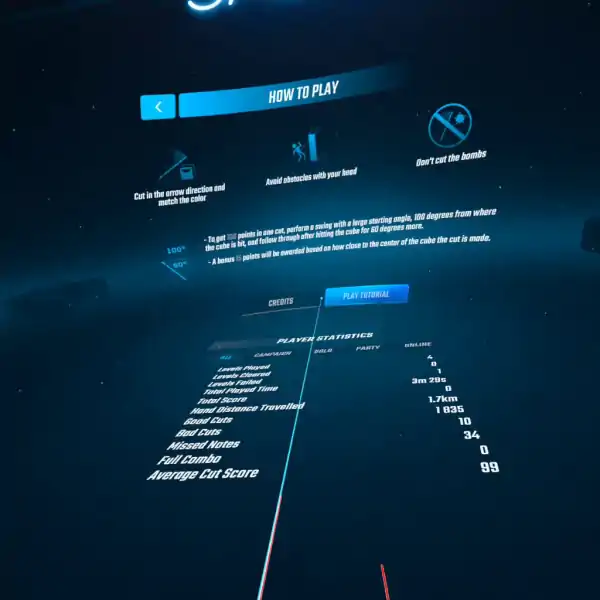 HOW TO PLAY
Cut in the arrow direction and
match the color
Avoid obstacles with your head
Don't cut the bombs
100°
60°
- To get points in one cut, perform a swing with a large starting angle, 100 degrees from where
the cube is hit, and follow through after hitting the cube for 60 degrees more.
- A bonus points will be awarded based on how close to the center of the cube the cut is made.
CREDITS
PLAY TUTORIAL
PLAYER STATISTICS
ALL CAMPAIGN SOLO PARTY ONLINE
Levels Played 4
Levels Cleared 0
Levels Failed 1
Total Played Time 3m 29s
Total Score 0
Hand Distance Travelled 1.7km
Good Cuts 1 835
Bad Cuts 10
Missed Notes 34
Full Combo 0
Average Cut Score 99